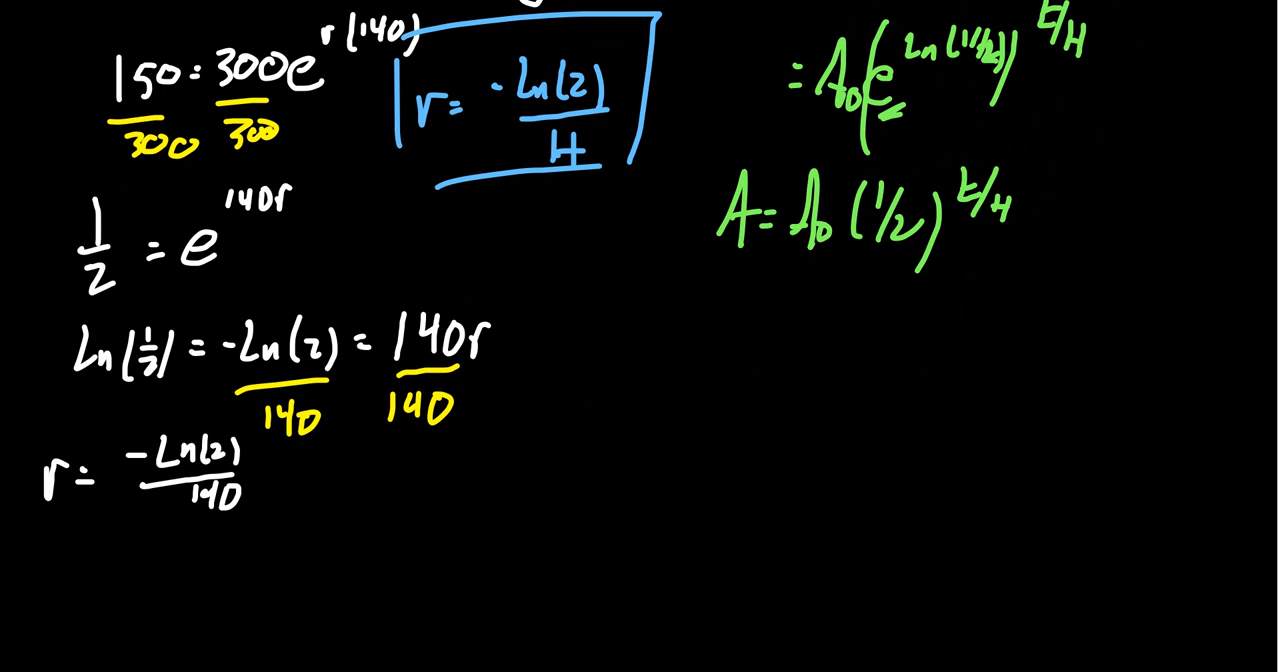 150 = 300e^r(140)
300 300
1/2 = e^140r
Ln(1/2) = -Ln(2) = 140r
140 140
r = -Ln(2)/140
r = -Ln(2)/H
= A₀(e^Ln(1/2))^t/H
A = A₀(1/2)^t/H